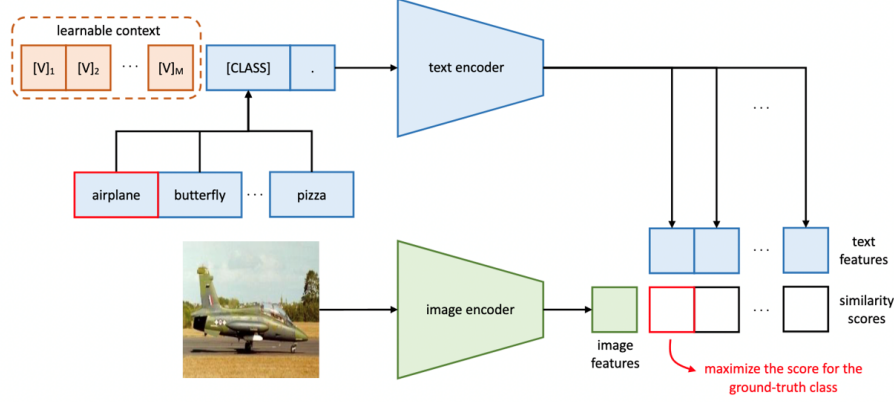 learnable context
[V]1 [V]2 ... [V]M [CLASS] .
text encoder
...
airplane butterfly ... pizza
... text
features
image encoder
... similarity
scores
image
features
maximize the score for the
ground-truth class